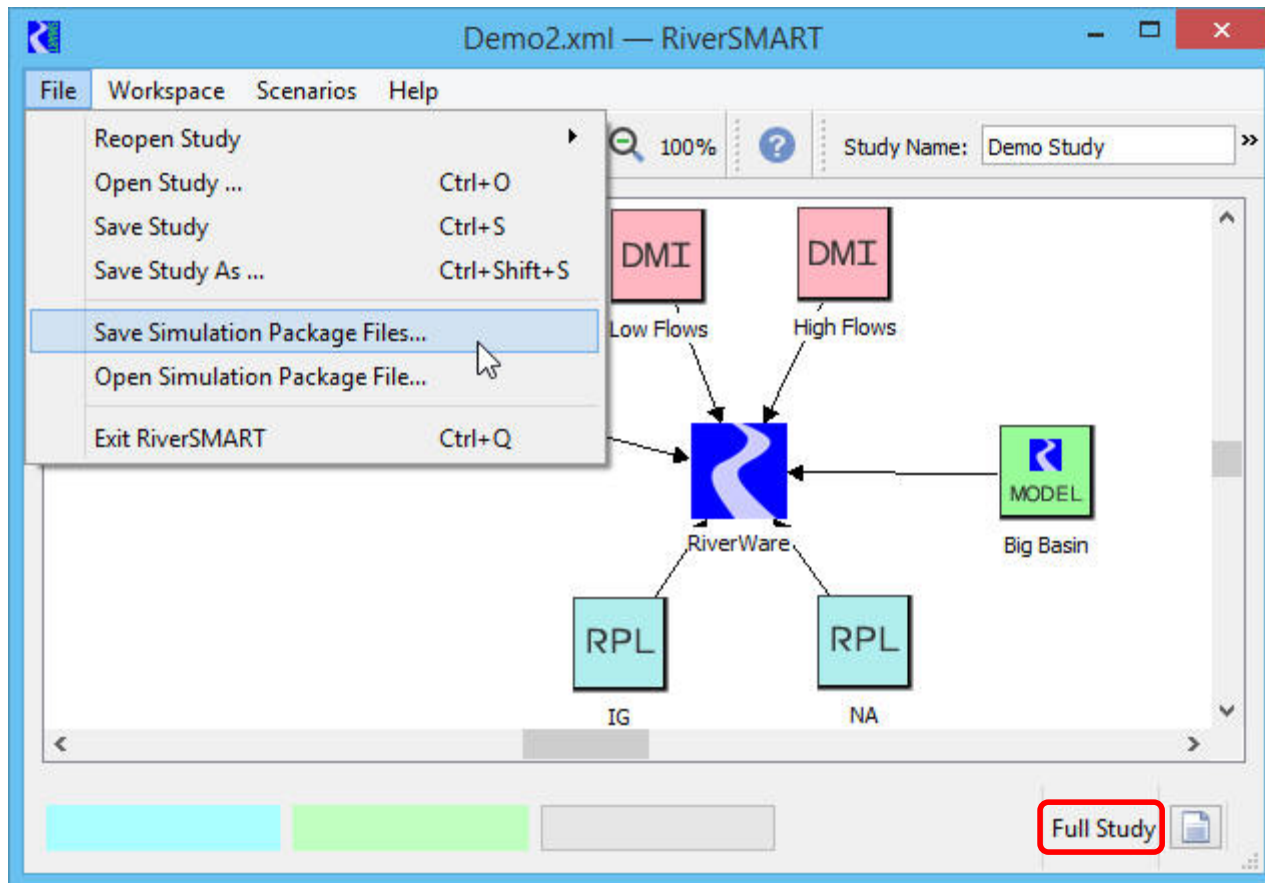 Demo2.xml — RiverSMART
File Workspace Scenarios Help
Reopen Study
100%
Study Name: Demo Study
»
Open Study ... Ctrl+O
Save Study Ctrl+S
Save Study As ... Ctrl+Shift+S
Save Simulation Package Files...
Open Simulation Package File...
Exit RiverSMART Ctrl+Q
DMI DMI
Low Flows High Flows
MODEL
RiverWare Big Basin
RPL RPL
IG NA
Full Study